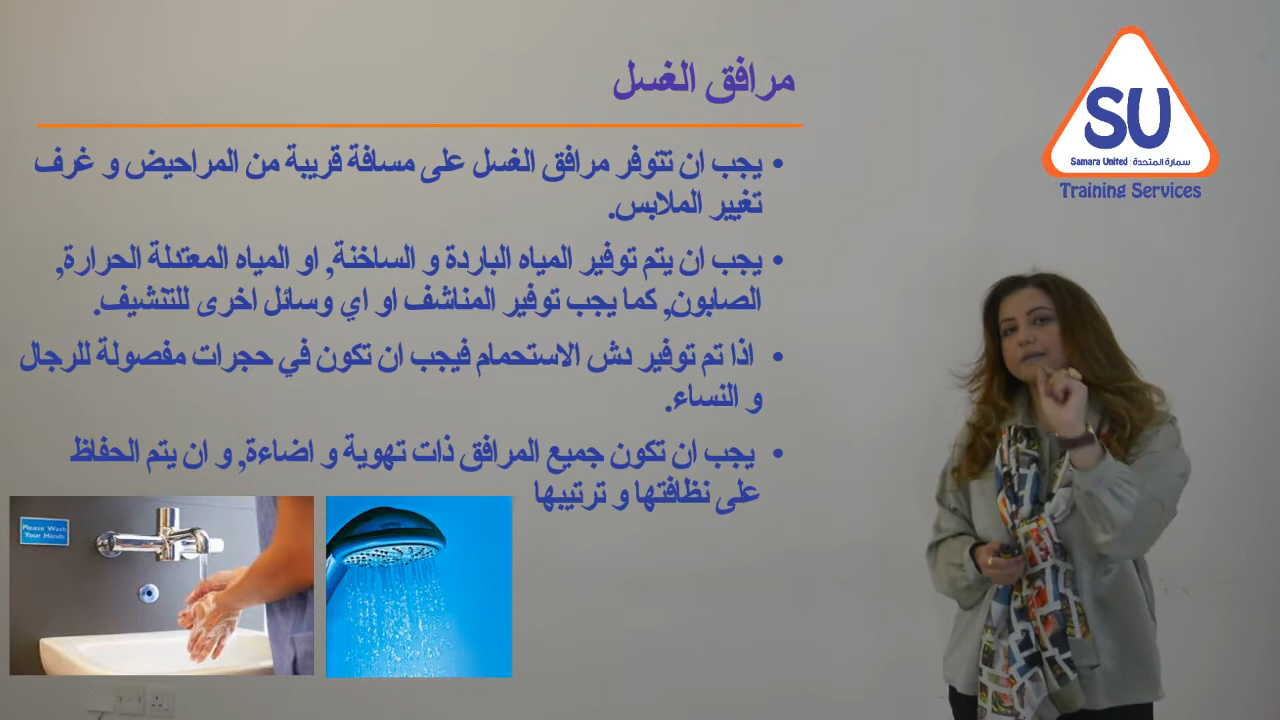 مرافق الغسل
• يجب ان تتوفر مرافق الغسل على مسافة قريبة من المراحيض و غرف
تغيير الملابس.
• يجب ان يتم توفير المياه الباردة و الساخنة, او المياه المعتدلة الحرارة,
الصابون, كما يجب توفير المناشف او اي وسائل اخرى للتنشيف.
• اذا تم توفير دش الاستحمام فيجب ان تكون في حجرات مفصولة للرجال
و النساء.
• يجب ان تكون جميع المرافق ذات تهوية و اضاءة, و ان يتم الحفاظ
على نظافتها و ترتيبها
SU
Samara United سمارة المتحدة
Training Services
Please Wash
Your Hands